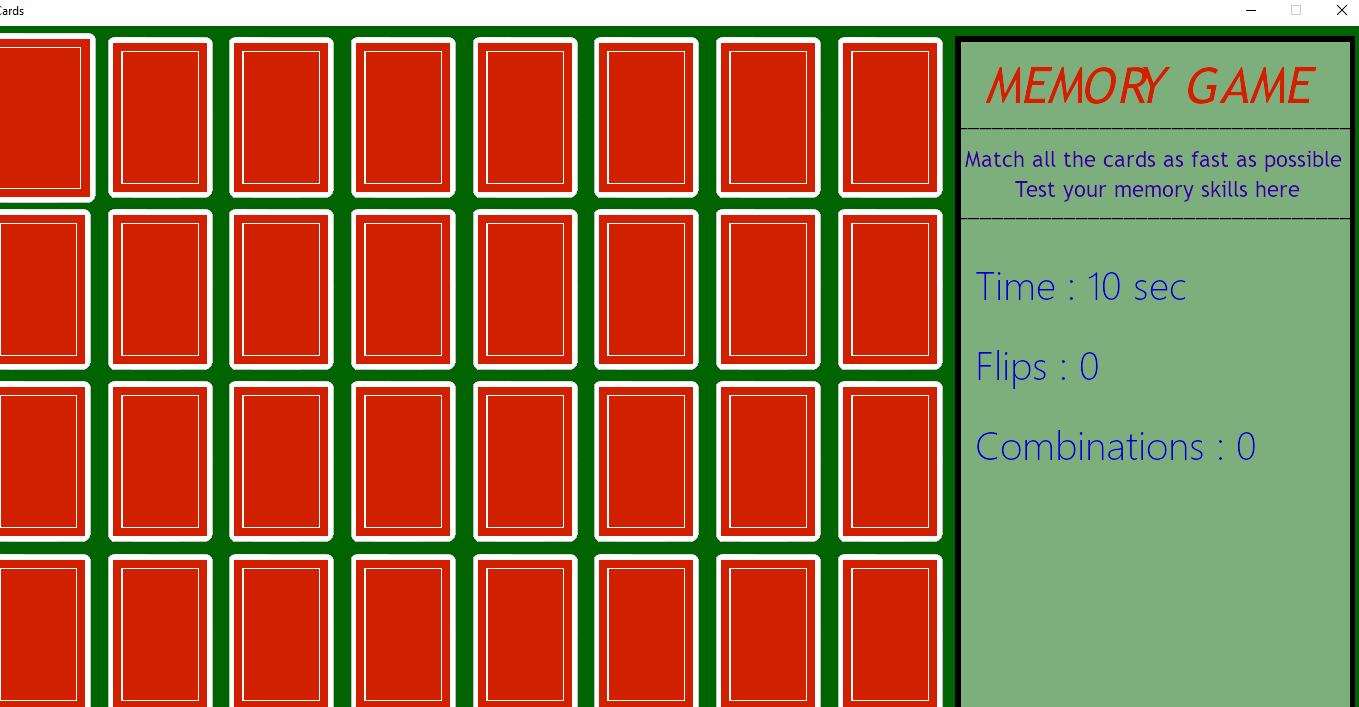 Cards
MEMORY GAME
Match all the cards as fast as possible
Test your memory skills here
Time : 10 sec
Flips : 0
Combinations : 0